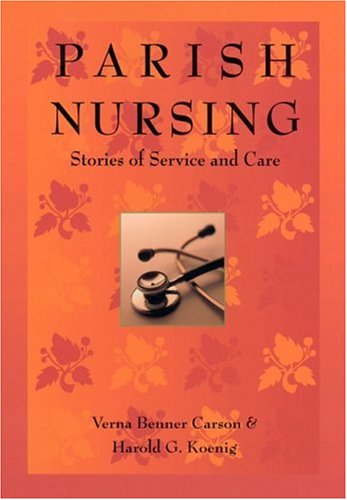 PARISH
NURSING
Stories of Service and Care
Verna Benner Carson &
Harold G. Koenig